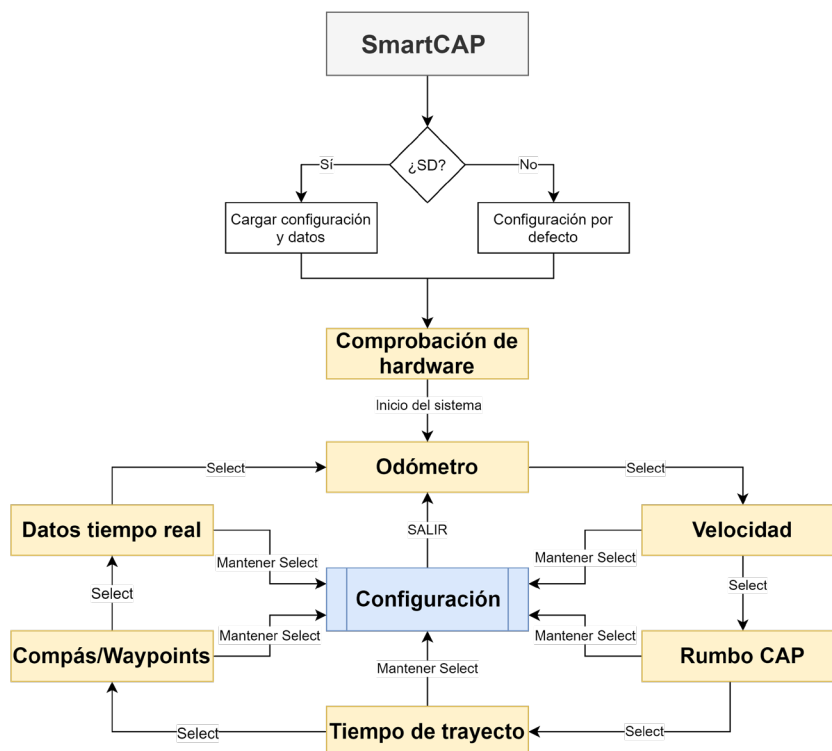 SmartCAP
¿SD?
Sí
No
Cargar configuración
y datos
Configuración por
defecto
Comprobación de
hardware
Inicio del sistema
Select
Odómetro
Select
Datos tiempo real
SALIR
Velocidad
Mantener Select
Mantener Select
Select
Configuración
Select
Compás/Waypoints
Mantener Select
Mantener Select
Rumbo CAP
Mantener Select
Select
Tiempo de trayecto
Select